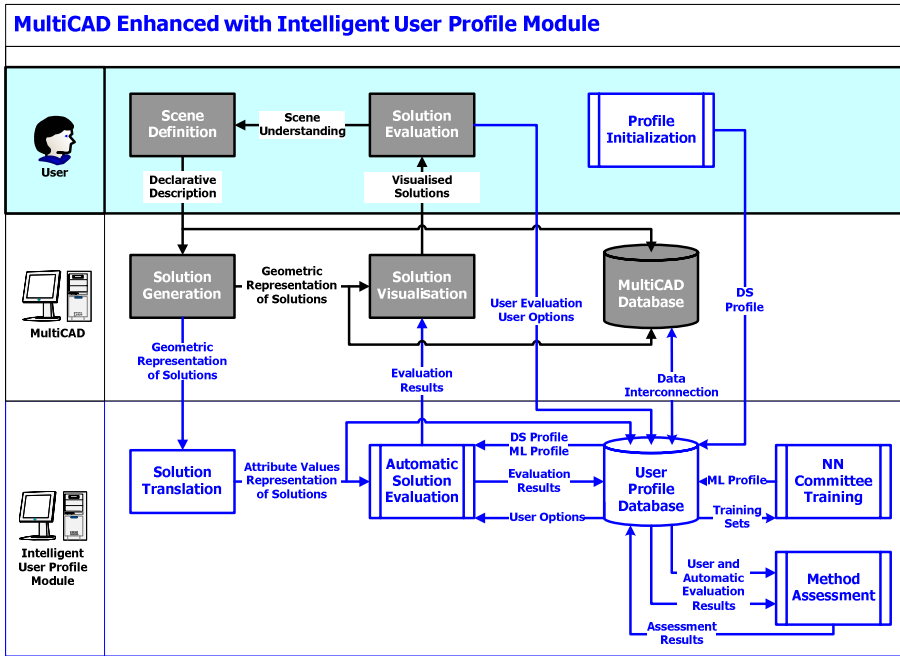 MultiCAD Enhanced with Intelligent User Profile Module
User
Scene
Definition
Scene
Understanding
Solution
Evaluation
Profile
Initialization
Declarative
Description
Visualised
Solutions
MultiCAD
Solution
Generation
Geometric
Representation
of Solutions
Solution
Visualisation
User Evaluation
User Options
MultiCAD
Database
DS
Profile
Geometric
Representation
of Solutions
Evaluation
Results
Data
Interconnection
Intelligent
User Profile
Module
Solution
Translation
Attribute Values
Representation
of Solutions
Automatic
Solution
Evaluation
DS Profile
ML Profile
Evaluation
Results
User Options
User
Profile
Database
ML Profile
Training
Sets
NN
Committee
Training
User and
Automatic
Evaluation
Results
Method
Assessment
Assessment
Results